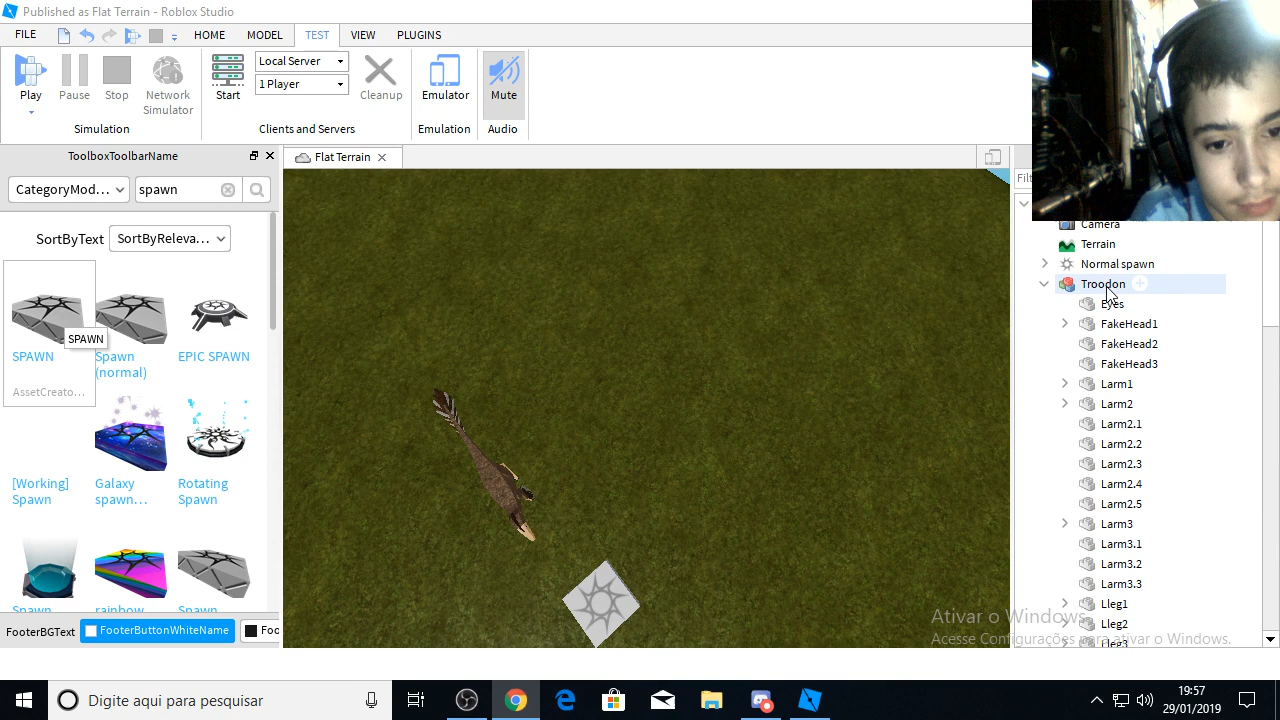 Published as Flat Terrain - Roblox Studio
FILE HOME MODEL TEST VIEW PLUGINS
Play Pause Stop Network Simulator
Simulation
Start Local Server 1 Player Cleanup
Clients and Servers
Emulator
Emulation
Mute
Audio
ToolboxToolbarName
CategoryMod... spawn
SortByText SortByReleva...
SPAWN
SPAWN
AssetCreato...
Spawn (normal)
EPIC SPAWN
[Working] Spawn
Galaxy spawn...
Rotating Spawn
Spawn rainbow Spawn
FooterBGText FooterButtonWhiteName Foo
Flat Terrain
Filt
Camera
Terrain
Normal spawn
Troodon
Eyes
FakeHead1
FakeHead2
FakeHead3
Larm1
Larm2
Larm2.1
Larm2.2
Larm2.3
Larm2.4
Larm2.5
Larm3
Larm3.1
Larm3.2
Larm3.3
Lleg1
Lleg2
Lleg3
Ativar o Windows
Acesse Configurações para ativar o Windows.
Digite aqui para pesquisar
19:57
29/01/2019